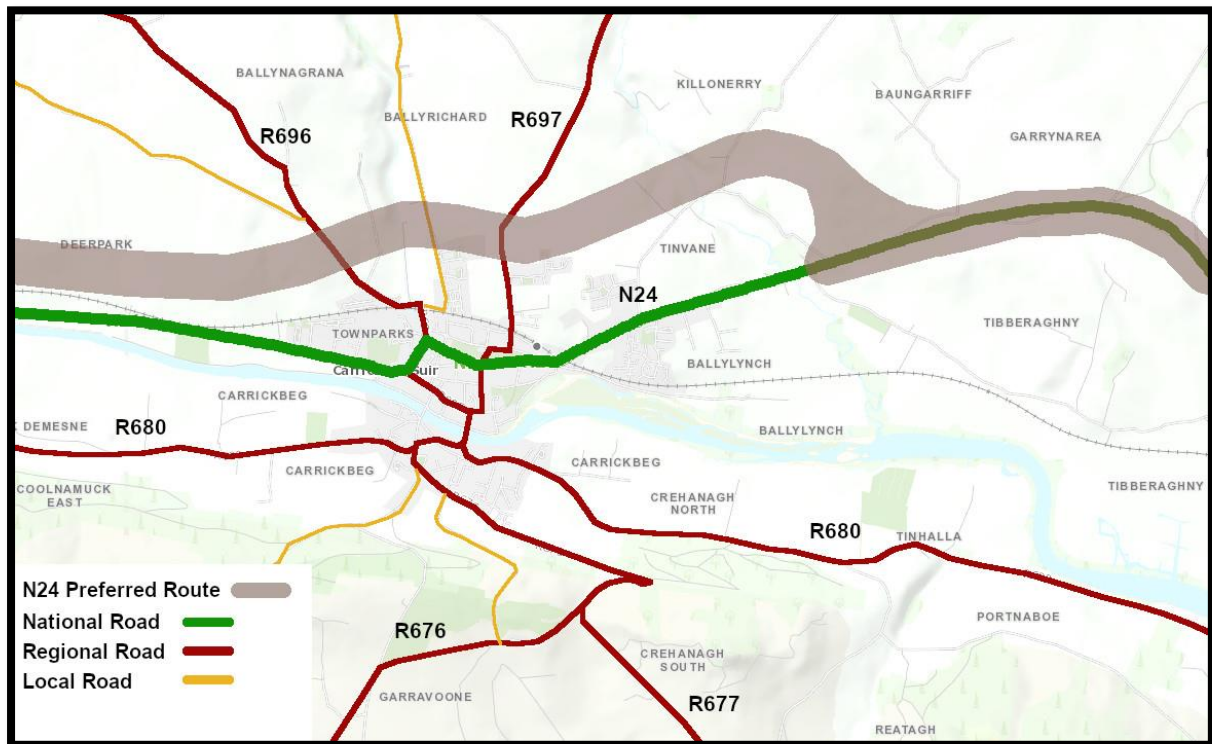 BALLYNAGRANA
KILLONERRY
BAUNGARRIFF
BALLYRICHARD
R697
R696
GARRYNAREA
DEERPARK
TINVANE
N24
TIBBERAGHNY
TOWNPARKS
BALLYLYNCH
Suir
CARRICKBEG
R680
DEMESNE
BALLYLYNCH
CARRICKBEG
CARRICKBEG
COOLNAMUCK
EAST
CREHANAGH
NORTH
TIBBERAGHNY
R680
TINHALLA
N24 Preferred Route
National Road
Regional Road
Local Road
R676
PORTNABOE
CREHANAGH
SOUTH
GARRAVOONE
R677
REATAGH